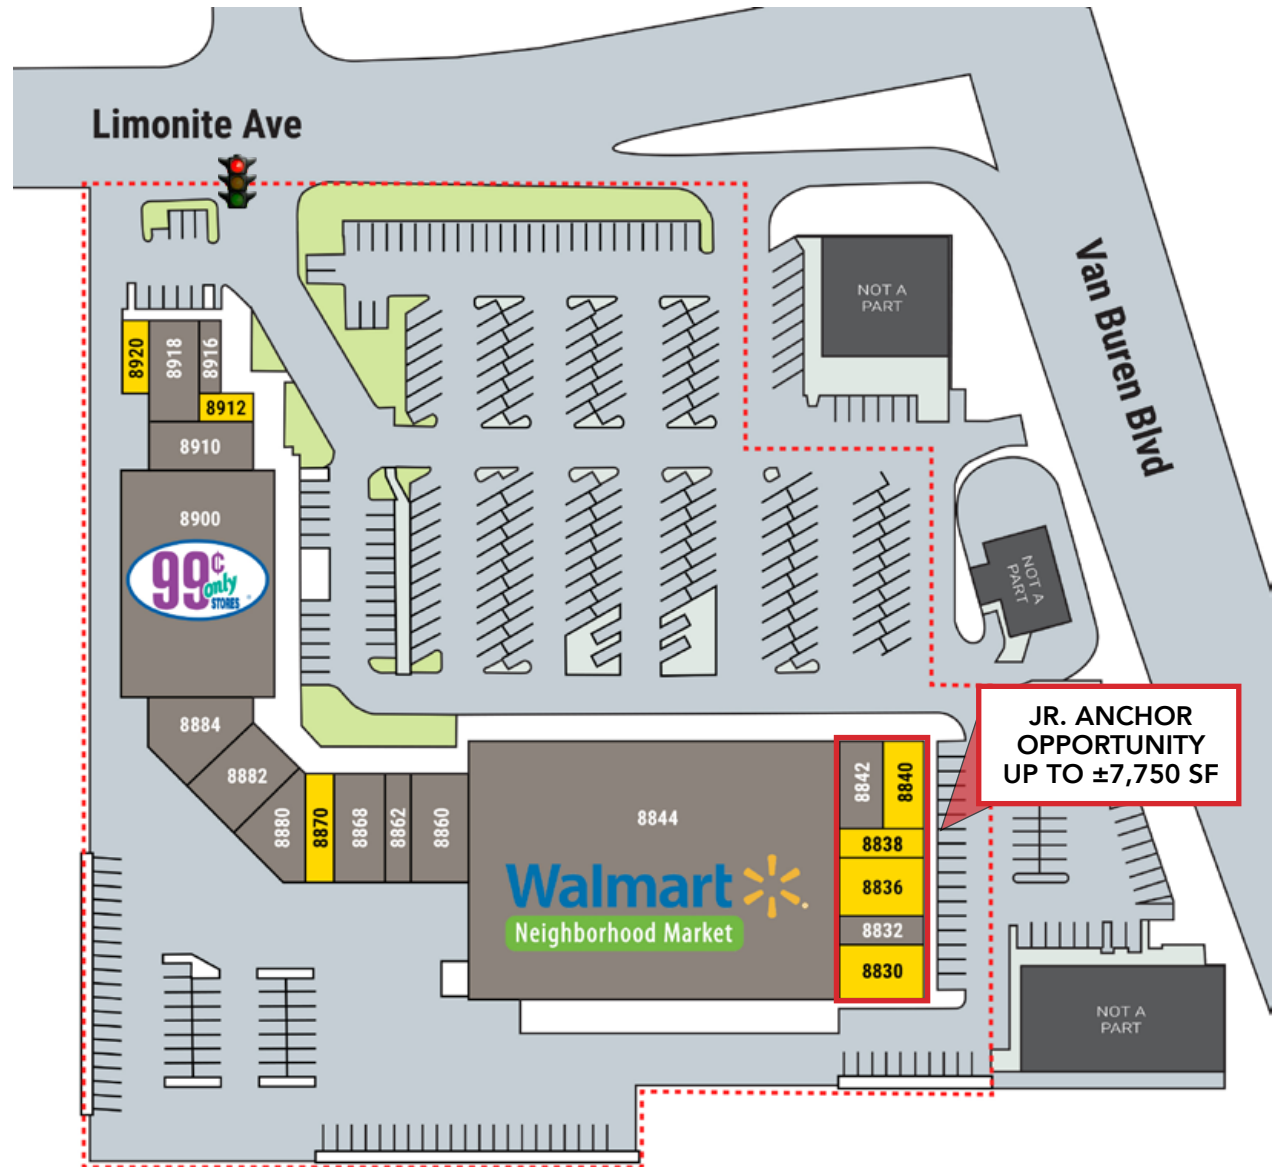 Limonite Ave
Van Buren Blvd
NOT A
PART
8920
8918
8916
8912
8910
8900
99¢
only
STORES
NOT A
PART
8884
8882
8880
8870
8868
8862
8860
8844
Walmart
Neighborhood Market
8842
8840
8838
8836
8832
8830
JR. ANCHOR
OPPORTUNITY
UP TO ±7,750 SF
NOT A
PART